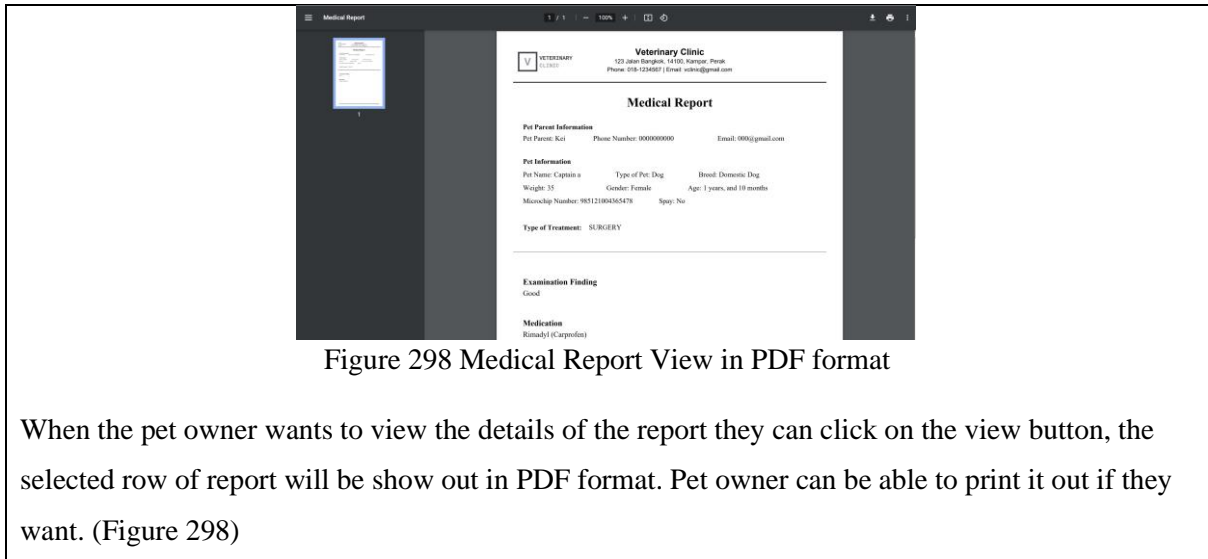 Medical Report
1 / 1 | − 100% +
1
V VETERINARY
CLINIC
Veterinary Clinic
123 Jalan Bangkok, 14100, Kampar, Perak
Phone: 018-1234567 | Email: vclinic@gmail.com
Medical Report
Pet Parent Information
Pet Parent: Kei Phone Number: 0000000000 Email: 000@gmail.com
Pet Information
Pet Name: Captain a Type of Pet: Dog Breed: Domestic Dog
Weight: 35 Gender: Female Age: 1 years, and 10 months
Microchip Number: 985121004365478 Spay: No
Type of Treatment: SURGERY
Examination Finding
Good
Medication
Rimadyl (Carprofen)
Figure 298 Medical Report View in PDF format
When the pet owner wants to view the details of the report they can click on the view button, the
selected row of report will be show out in PDF format. Pet owner can be able to print it out if they
want. (Figure 298)